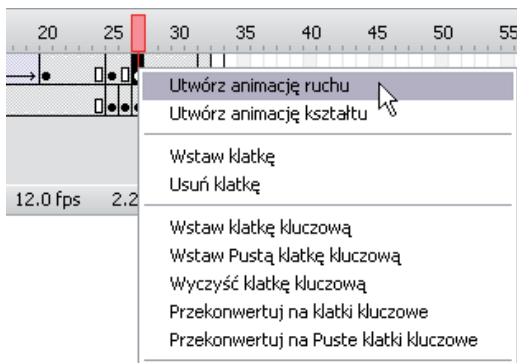 20 25 30 35 40 45 50 55
Utwórz animację ruchu
Utwórz animację kształtu
Wstaw klatkę
Usuń klatkę
12.0 fps 2.2
Wstaw klatkę kluczową
Wstaw Pustą klatkę kluczową
Wyczyść klatkę kluczową
Przekonwertuj na klatki kluczowe
Przekonwertuj na Puste klatki kluczowe